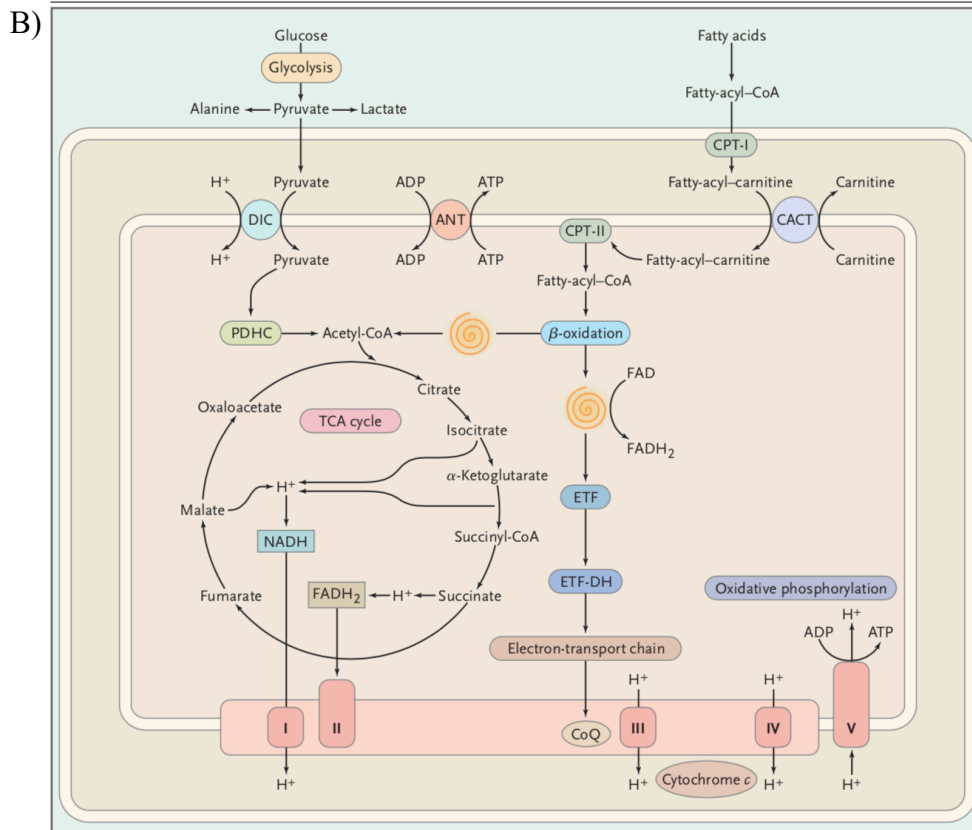 B)
Glucose
Glycolysis
Alanine Pyruvate Lactate
Fatty acids
Fatty-acyl–CoA
CPT-I
H+ Pyruvate ADP ATP Fatty-acyl–carnitine Carnitine
DIC ANT CACT
CPT-II
H+ Pyruvate ADP ATP Fatty-acyl–carnitine Carnitine
Fatty-acyl–CoA
PDHC Acetyl-CoA β-oxidation
FAD
Citrate
Oxaloacetate
TCA cycle
Isocitrate
FADH2
α-Ketoglutarate
H+
ETF
Malate
NADH
Succinyl-CoA
ETF-DH
Oxidative phosphorylation
Fumarate FADH2 H+ Succinate
H+
ADP ATP
Electron-transport chain
H+ H+
I II CoQ III IV V
H+ H+ Cytochrome c H+ H+